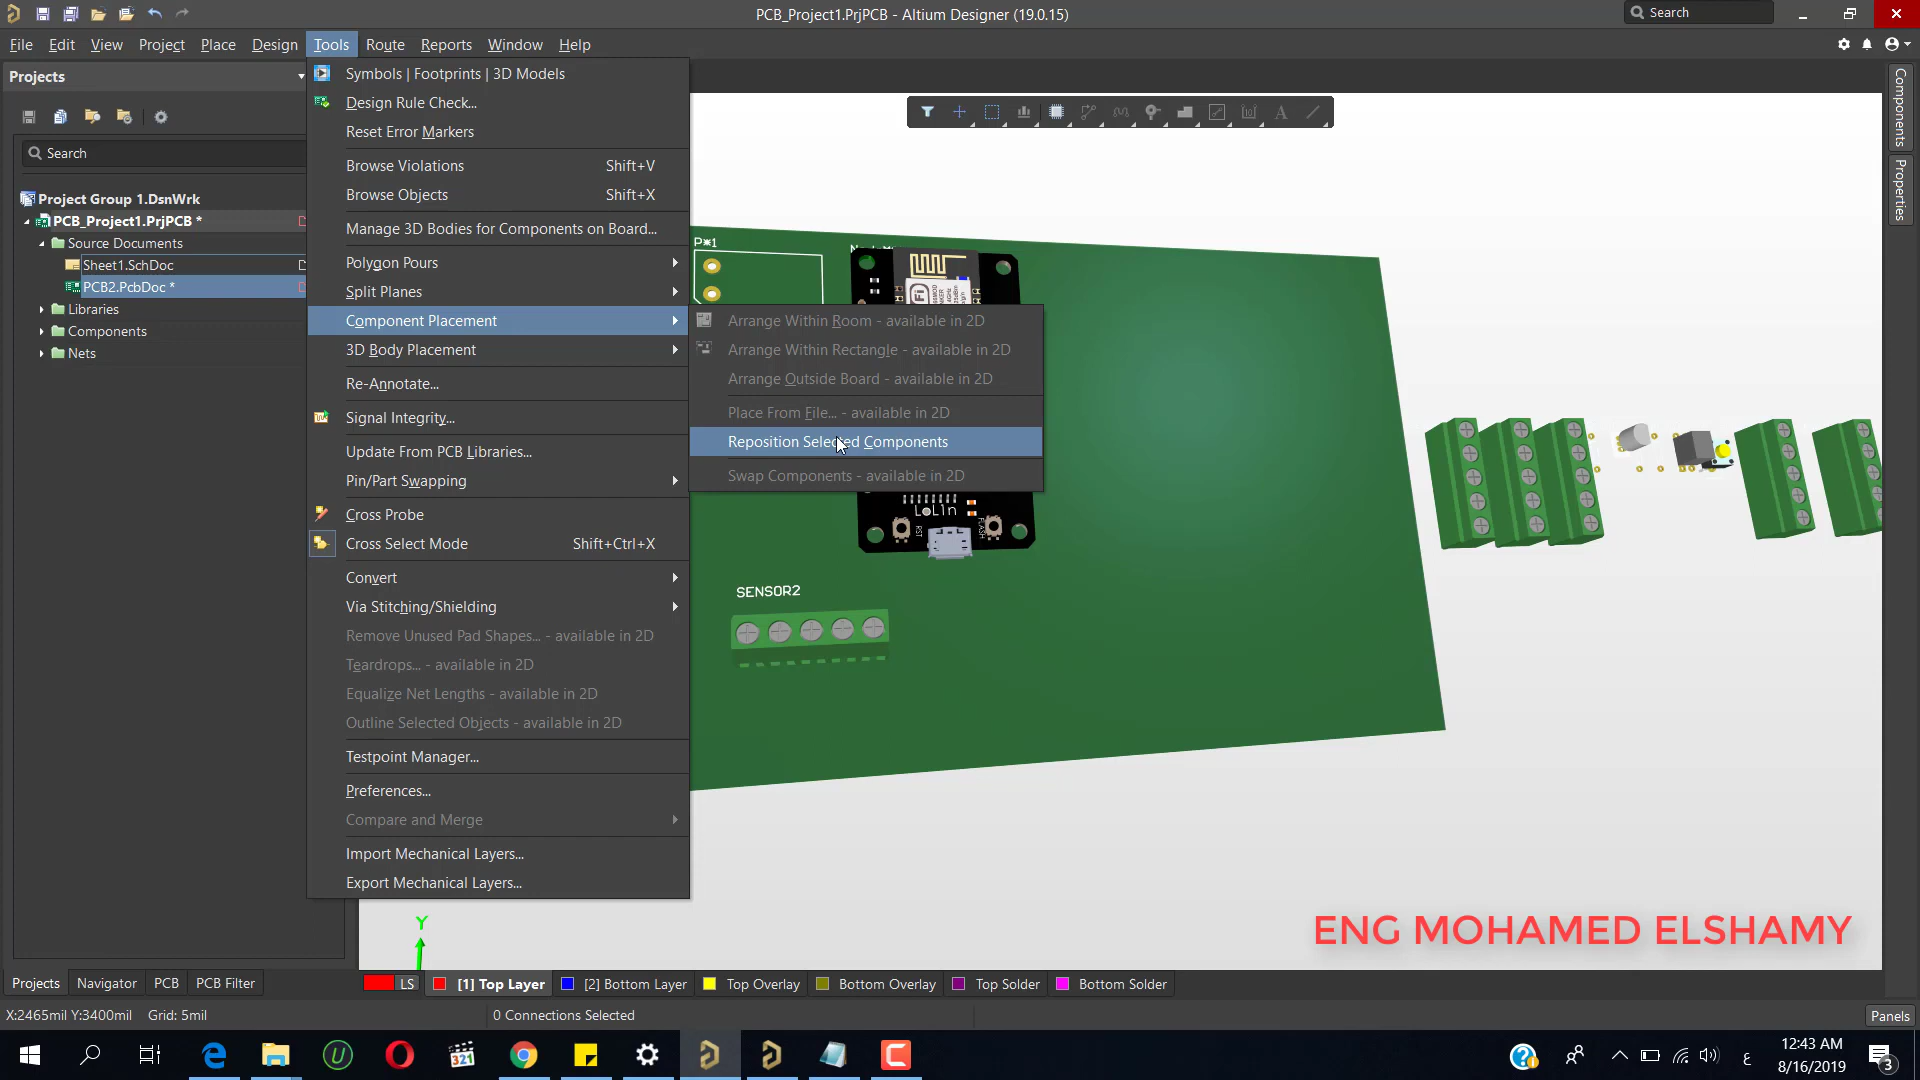 PCB_Project1.PrjPCB - Altium Designer (19.0.15)
Search
File Edit View Project Place Design Tools Route Reports Window Help
Projects
Search
Project Group 1.DsnWrk
PCB_Project1.PrjPCB *
Source Documents
Sheet1.SchDoc
PCB2.PcbDoc *
Libraries
Components
Nets
Symbols | Footprints | 3D Models
Design Rule Check...
Reset Error Markers
Browse Violations Shift+V
Browse Objects Shift+X
Manage 3D Bodies for Components on Board...
Polygon Pours
Split Planes
Component Placement
3D Body Placement
Re-Annotate...
Signal Integrity...
Update From PCB Libraries...
Pin/Part Swapping
Cross Probe
Cross Select Mode Shift+Ctrl+X
Convert
Via Stitching/Shielding
Remove Unused Pad Shapes... - available in 2D
Teardrops... - available in 2D
Equalize Net Lengths - available in 2D
Outline Selected Objects - available in 2D
Testpoint Manager...
Preferences...
Compare and Merge
Import Mechanical Layers...
Export Mechanical Layers...
Arrange Within Room - available in 2D
Arrange Within Rectangle - available in 2D
Arrange Outside Board - available in 2D
Place From File... - available in 2D
Reposition Selected Components
Swap Components - available in 2D
P*1
LoLin
RST
FLASH
SENSOR2
Components
Properties
Y
ENG MOHAMED ELSHAMY
Projects Navigator PCB PCB Filter
LS [1] Top Layer [2] Bottom Layer Top Overlay Bottom Overlay Top Solder Bottom Solder
X:2465mil Y:3400mil Grid: 5mil
0 Connections Selected
Panels
321
ع
12:43 AM
8/16/2019
3